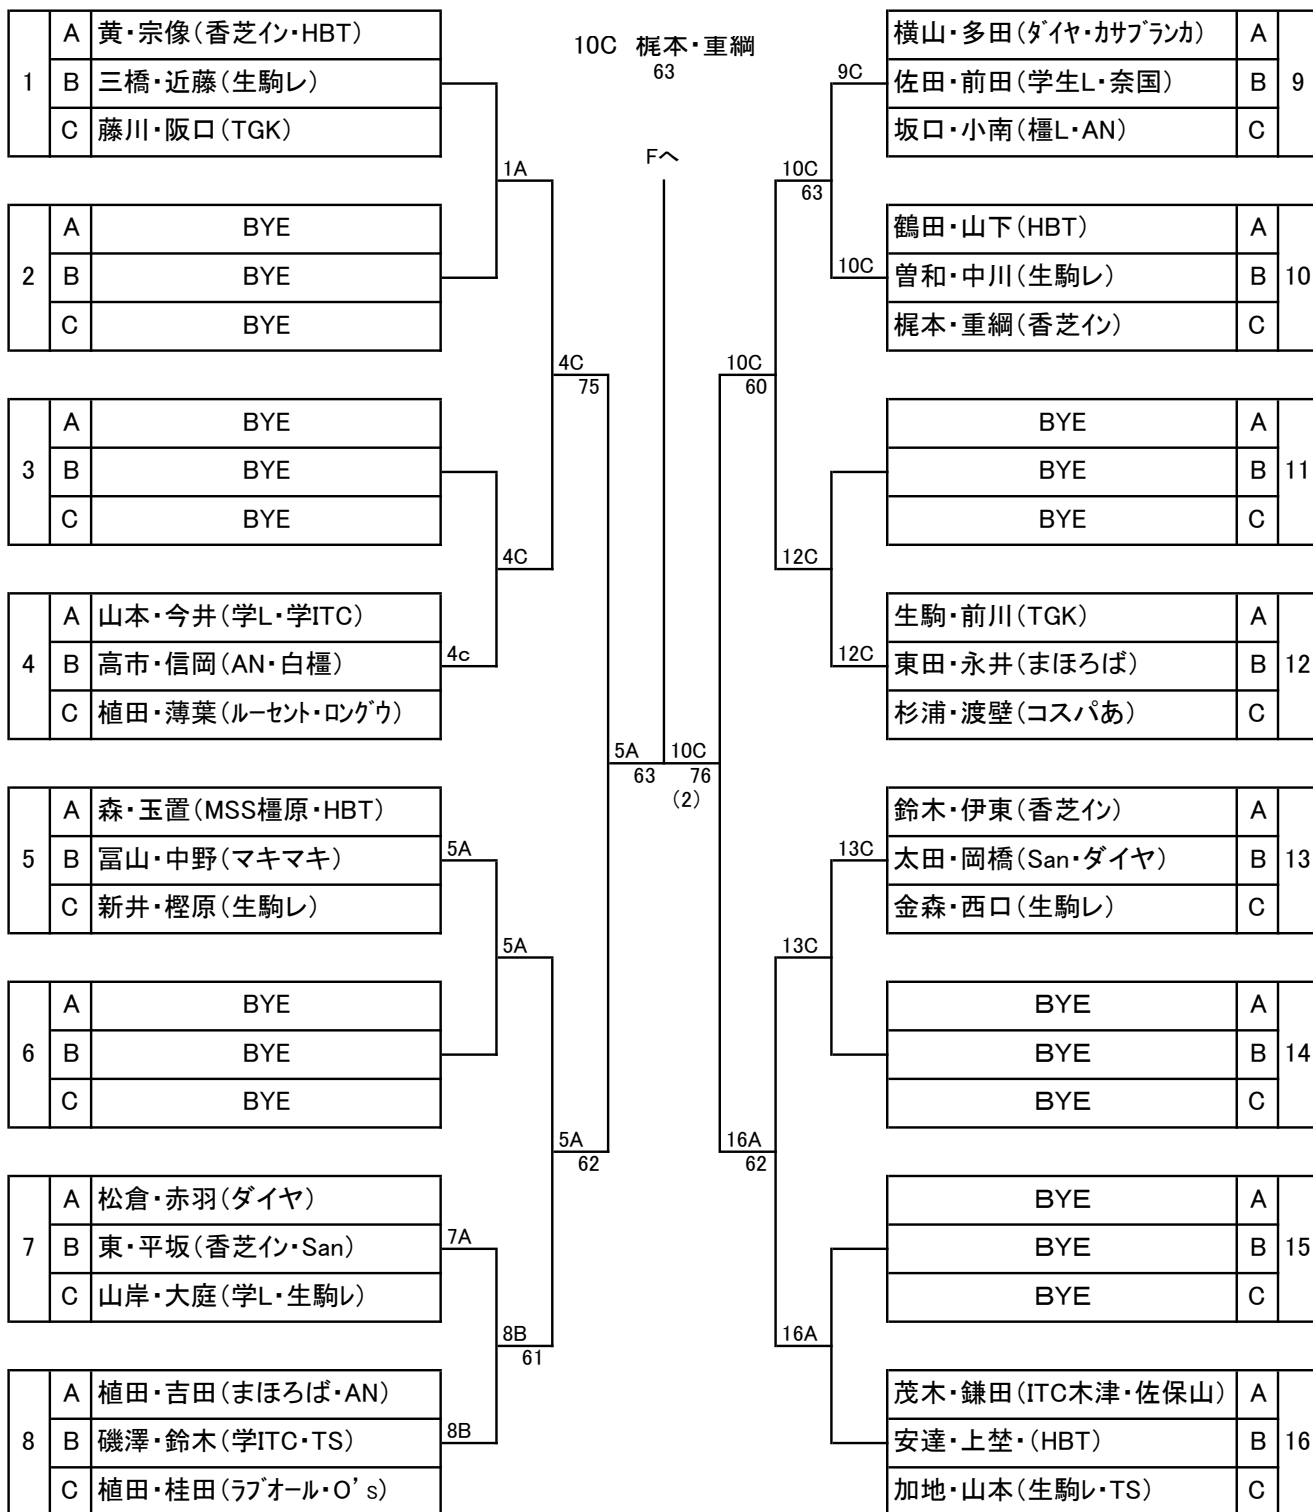 10C 梶本・重綱
63
Fへ
1
A 黄・宗像(香芝イン・HBT)
B 三橋・近藤(生駒レ)
C 藤川・阪口(TGK)
1A
2
A BYE
B BYE
C BYE
4C
75
3
A BYE
B BYE
C BYE
4C
4
A 山本・今井(学L・学ITC)
B 高市・信岡(AN・白橿)
C 植田・薄葉(ルーセント・ロングウ)
4c
5A
63
5
A 森・玉置(MSS橿原・HBT)
B 冨山・中野(マキマキ)
C 新井・樫原(生駒レ)
5A
5A
6
A BYE
B BYE
C BYE
5A
62
7
A 松倉・赤羽(ダイヤ)
B 東・平坂(香芝イン・San)
C 山岸・大庭(学L・生駒レ)
7A
8B
61
8
A 植田・吉田(まほろば・AN)
B 磯澤・鈴木(学ITC・TS)
C 植田・桂田(ラブオール・O's)
8B
横山・多田(ダイヤ・カサブランカ) A
佐田・前田(学生L・奈国) B
坂口・小南(橿L・AN) C
9
9C
10C
63
鶴田・山下(HBT) A
曽和・中川(生駒レ) B
梶本・重綱(香芝イン) C
10
10C
10C
60
BYE A
BYE B
BYE C
11
12C
生駒・前川(TGK) A
東田・永井(まほろば) B
杉浦・渡壁(コスパあ) C
12
12C
10C
76
(2)
鈴木・伊東(香芝イン) A
太田・岡橋(San・ダイヤ) B
金森・西口(生駒レ) C
13
13C
13C
BYE A
BYE B
BYE C
14
16A
62
BYE A
BYE B
BYE C
15
16A
茂木・鎌田(ITC木津・佐保山) A
安達・上埜・(HBT) B
加地・山本(生駒レ・TS) C
16